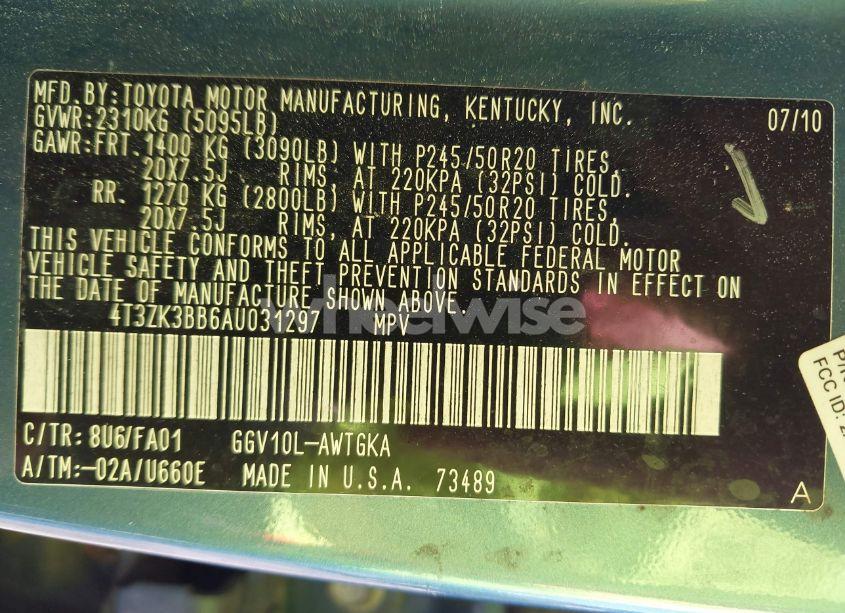 MFD.BY:TOYOTA MOTOR MANUFACTURING, KENTUCKY, INC. 07/10
GVWR:2310KG (5095LB)
GAWR:FRT.1400 KG (3090LB) WITH P245/50R20 TIRES,
20X7.5J RIMS, AT 220KPA (32PSI) COLD.
RR. 1270 KG (2800LB) WITH P245/50R20 TIRES,
20X7.5J RIMS, AT 220KPA (32PSI) COLD.
THIS VEHICLE CONFORMS TO ALL APPLICABLE FEDERAL MOTOR
VEHICLE SAFETY AND THEFT PREVENTION STANDARDS IN EFFECT ON
THE DATE OF MANUFACTURE SHOWN ABOVE.
wheelwise
4T3ZK3BB6AU031297 MPV
C/TR: 8U6/FA01 GGV10L-AWTGKA
A/TM:-02A/U660E MADE IN U.S.A. 73489
A
FCC ID: